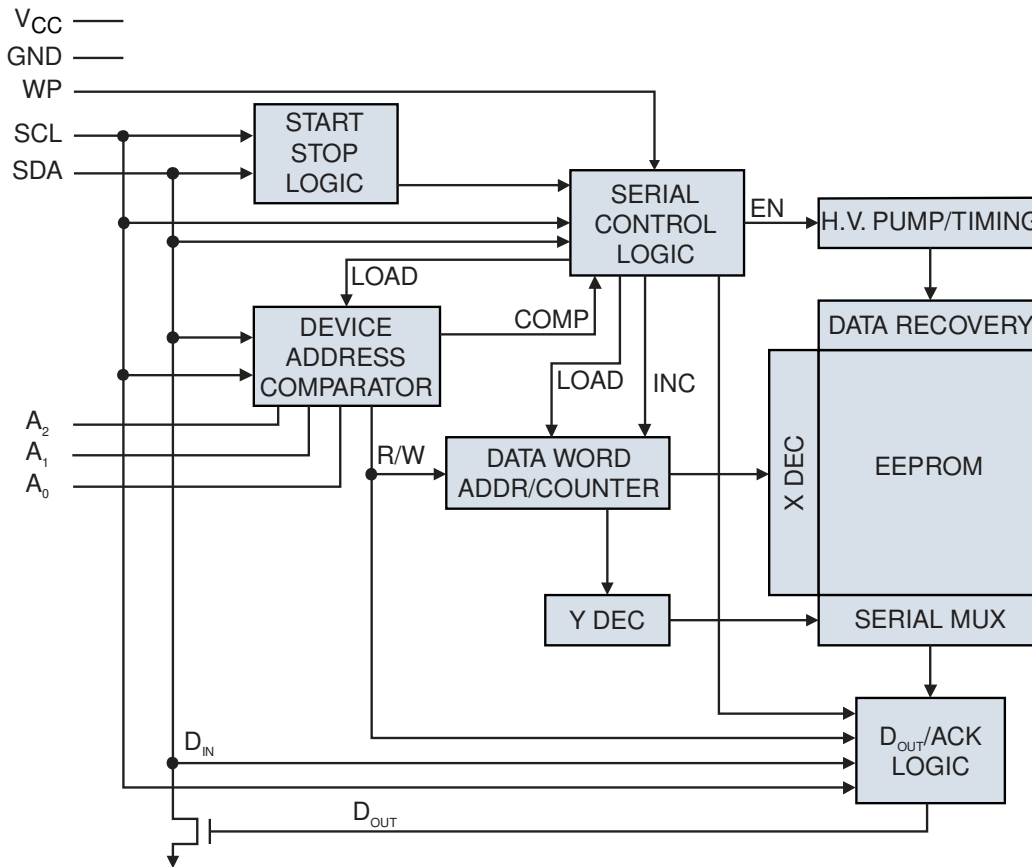 VCC
GND
WP
SCL
SDA
START
STOP
LOGIC
SERIAL
CONTROL
LOGIC
EN
H.V. PUMP/TIMING
LOAD
COMP
DEVICE
ADDRESS
COMPARATOR
DATA RECOVERY
LOAD
INC
A2
A1
A0
R/W
DATA WORD
ADDR/COUNTER
X DEC
EEPROM
Y DEC
SERIAL MUX
DIN
DOUT/ACK
LOGIC
DOUT